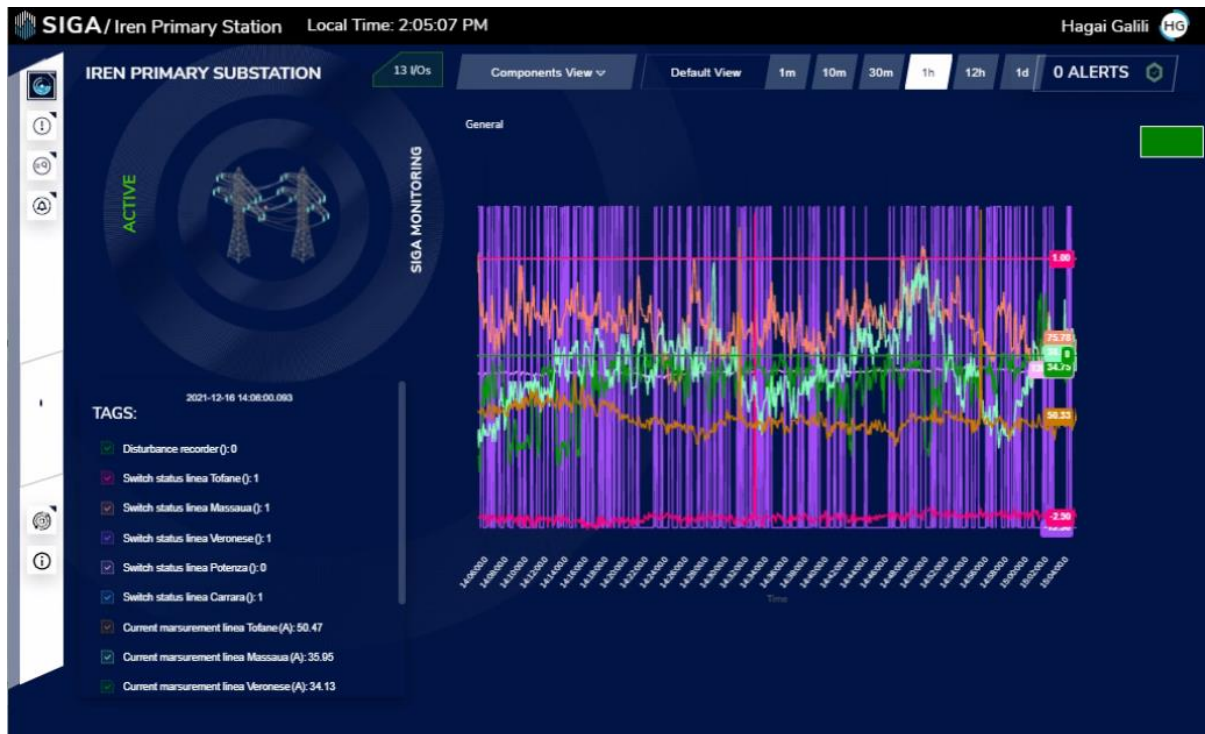 SIGA / Iren Primary Station Local Time: 2:05:07 PM Hagai Galili HG
IREN PRIMARY SUBSTATION 13 I/Os Components View Default View 1m 10m 30m 1h 12h 1d 0 ALERTS
General
ACTIVE
SIGA MONITORING
1.00
75.78
0
34.75
50.33
-2.50
2021-12-16 14:06:00.093
TAGS:
Disturbance recorder (): 0
Switch status linea Tofane (): 1
Switch status linea Massaua (): 1
Switch status linea Veronese (): 1
Switch status linea Potenza (): 0
Switch status linea Carrara (): 1
Current marsurement linea Tofane (A): 50.47
Current marsurement linea Massaua (A): 35.95
Current marsurement linea Veronese (A): 34.13
Time